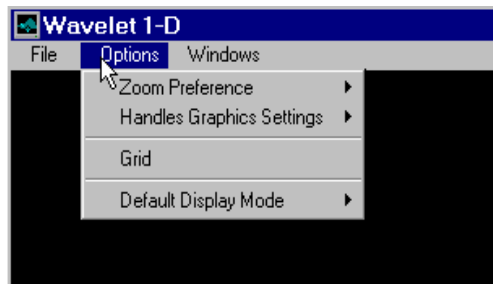 Wavelet 1-D
File Options Windows
Zoom Preference
Handles Graphics Settings
Grid
Default Display Mode